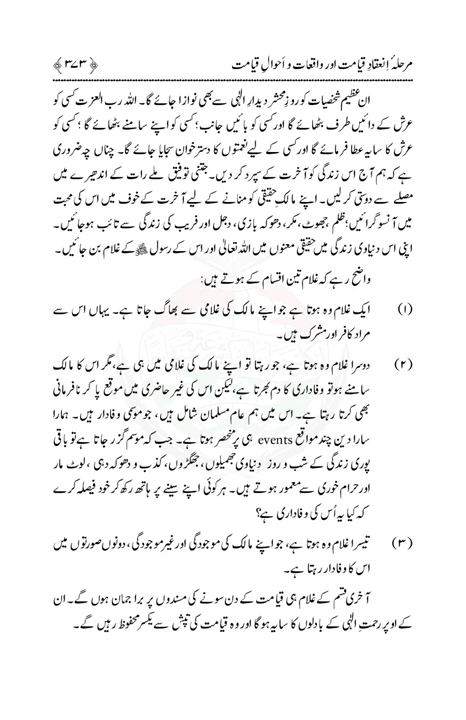 مرحلۂ اِنعقادِ قیامت اور واقعات و اَحوالِ قیامت ﴿ ۳۷۳ ﴾
ان عظیم شخصیات کو روزِ محشر دیدارِ الٰہی سے بھی نوازا جائے گا۔ اللہ رب العزت کسی کو
عرش کے دائیں طرف بٹھائے گا اور کسی کو بائیں جانب؛ کسی کو اپنے سامنے بٹھائے گا ؛ کسی کو
عرش کا سایہ عطا فرمائے گا اور کسی کے لیے نعمتوں کا دسترخوان سجایا جائے گا۔ چناں چہ ضروری
ہے کہ ہم آج اس زندگی کو آخرت کے سپرد کر دیں۔ جتنی توفیق ملے رات کے اندھیرے میں
مصلے سے دوستی کر لیں۔ اپنے مالکِ حقیقی کو منانے کے لیے آخرت کے خوف میں اس کی محبت
میں آنسو گرائیں؛ ظلم، جھوٹ، مکر، دھوکہ بازی، دجل اور فریب کی زندگی سے تائب ہو جائیں۔
اپنی اس دنیاوی زندگی میں حقیقی معنوں میں اللہ تعالیٰ اور اس کے رسول ﷺ کے غلام بن جائیں۔
واضح رہے کہ غلام تین اقسام کے ہوتے ہیں:
(۱) ایک غلام وہ ہوتا ہے جو اپنے مالک کی غلامی سے بھاگ جاتا ہے۔ یہاں اس سے
مراد کافر اور مشرک ہیں۔
(۲) دوسرا غلام وہ ہوتا ہے، جو رہتا تو اپنے مالک کی غلامی میں ہی ہے، مگر اس کا مالک
سامنے ہو تو وفاداری کا دم بھرتا ہے، لیکن اس کی غیر حاضری میں موقع پا کر نافرمانی
بھی کرتا رہتا ہے۔ اس میں ہم عام مسلمان شامل ہیں، جو موسمی وفادار ہیں۔ ہمارا
سارا دین چند مواقع events ہی پر منحصر ہوتا ہے۔ جب کہ موسم گزر جاتا ہے تو باقی
پوری زندگی کے شب و روز دنیاوی جھمیلوں، جھگڑوں، کذب و دھوکہ دہی ، لوٹ مار
اور حرام خوری سے معمور ہوتے ہیں۔ ہر کوئی اپنے سینے پر ہاتھ رکھ کر خود فیصلہ کرے
کہ کیا یہ اُس کی وفاداری ہے؟
(۳) تیسرا غلام وہ ہوتا ہے، جو اپنے مالک کی موجودگی اور غیر موجودگی، دونوں صورتوں میں
اس کا وفادار رہتا ہے۔
آخری قسم کے غلام ہی قیامت کے دن سونے کی مسندوں پر براجمان ہوں گے۔ ان
کے اوپر رحمتِ الٰہی کے بادلوں کا سایہ ہوگا اور وہ قیامت کی تپش سے یکسر محفوظ رہیں گے۔